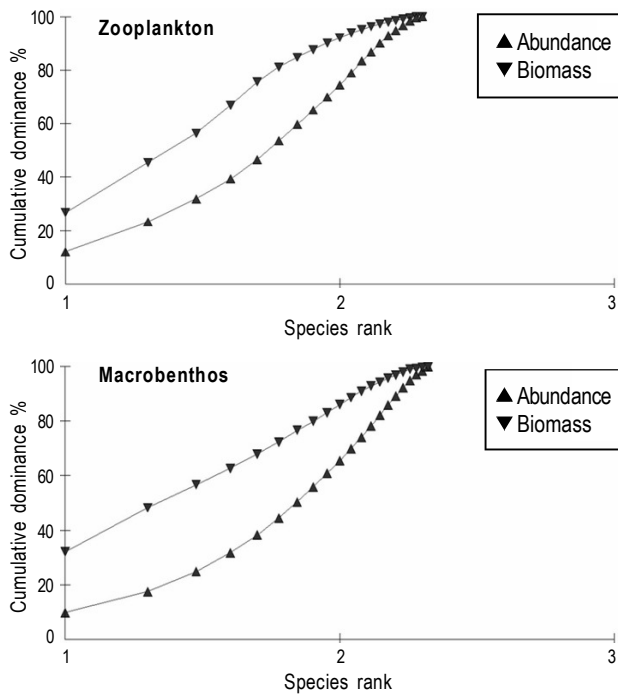 Zooplankton
Abundance
Biomass
Cumulative dominance %
100
80
60
40
20
0
1
2
3
Species rank
Macrobenthos
Abundance
Biomass
Cumulative dominance %
100
80
60
40
20
0
1
2
3
Species rank